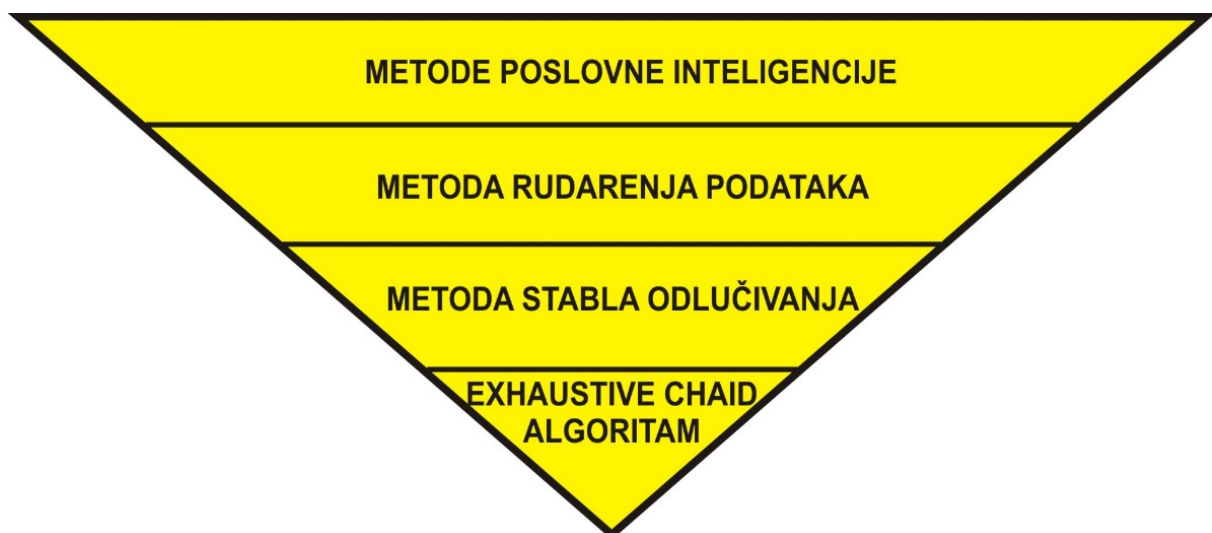 METODE POSLOVNE INTELIGENCIJE
METODA RUDARENJA PODATAKA
METODA STABLA ODLUČIVANJA
EXHAUSTIVE CHAID
ALGORITAM